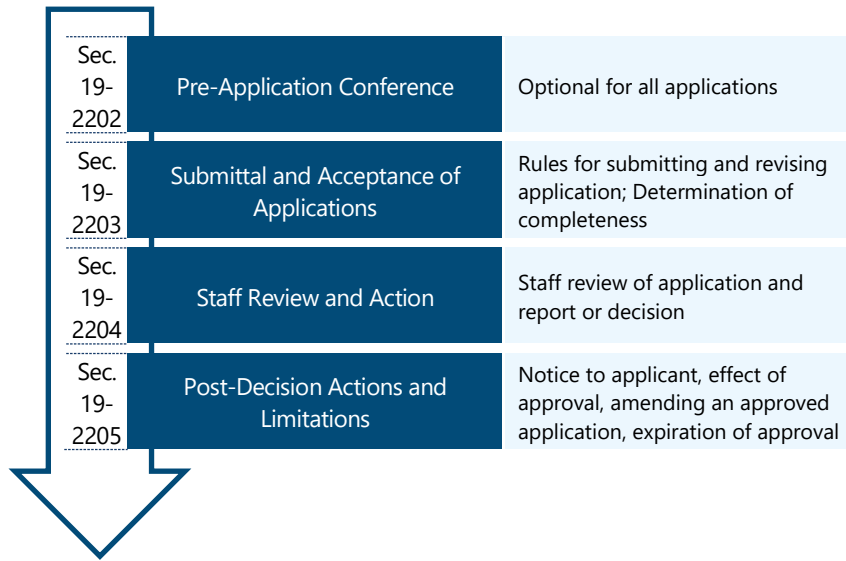 Sec.
19-
2202
Pre-Application Conference
Optional for all applications
Sec.
19-
2203
Submittal and Acceptance of
Applications
Rules for submitting and revising
application; Determination of
completeness
Sec.
19-
2204
Staff Review and Action
Staff review of application and
report or decision
Sec.
19-
2205
Post-Decision Actions and
Limitations
Notice to applicant, effect of
approval, amending an approved
application, expiration of approval